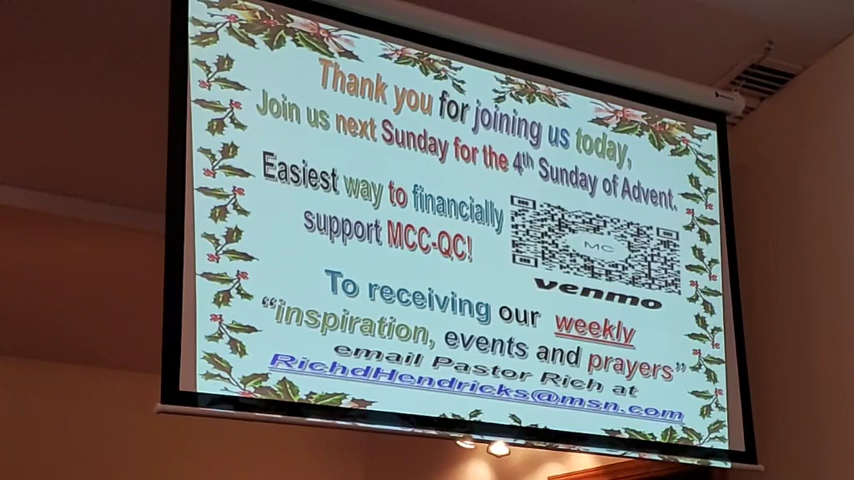 Thank you for joining us today,
Join us next Sunday for the 4th Sunday of Advent.
Easiest way to financially
support MCC-QC!
MC
venmo
To receiving our weekly
“inspiration, events and prayers”
email Pastor Rich at
RichdHendricks@msn.com